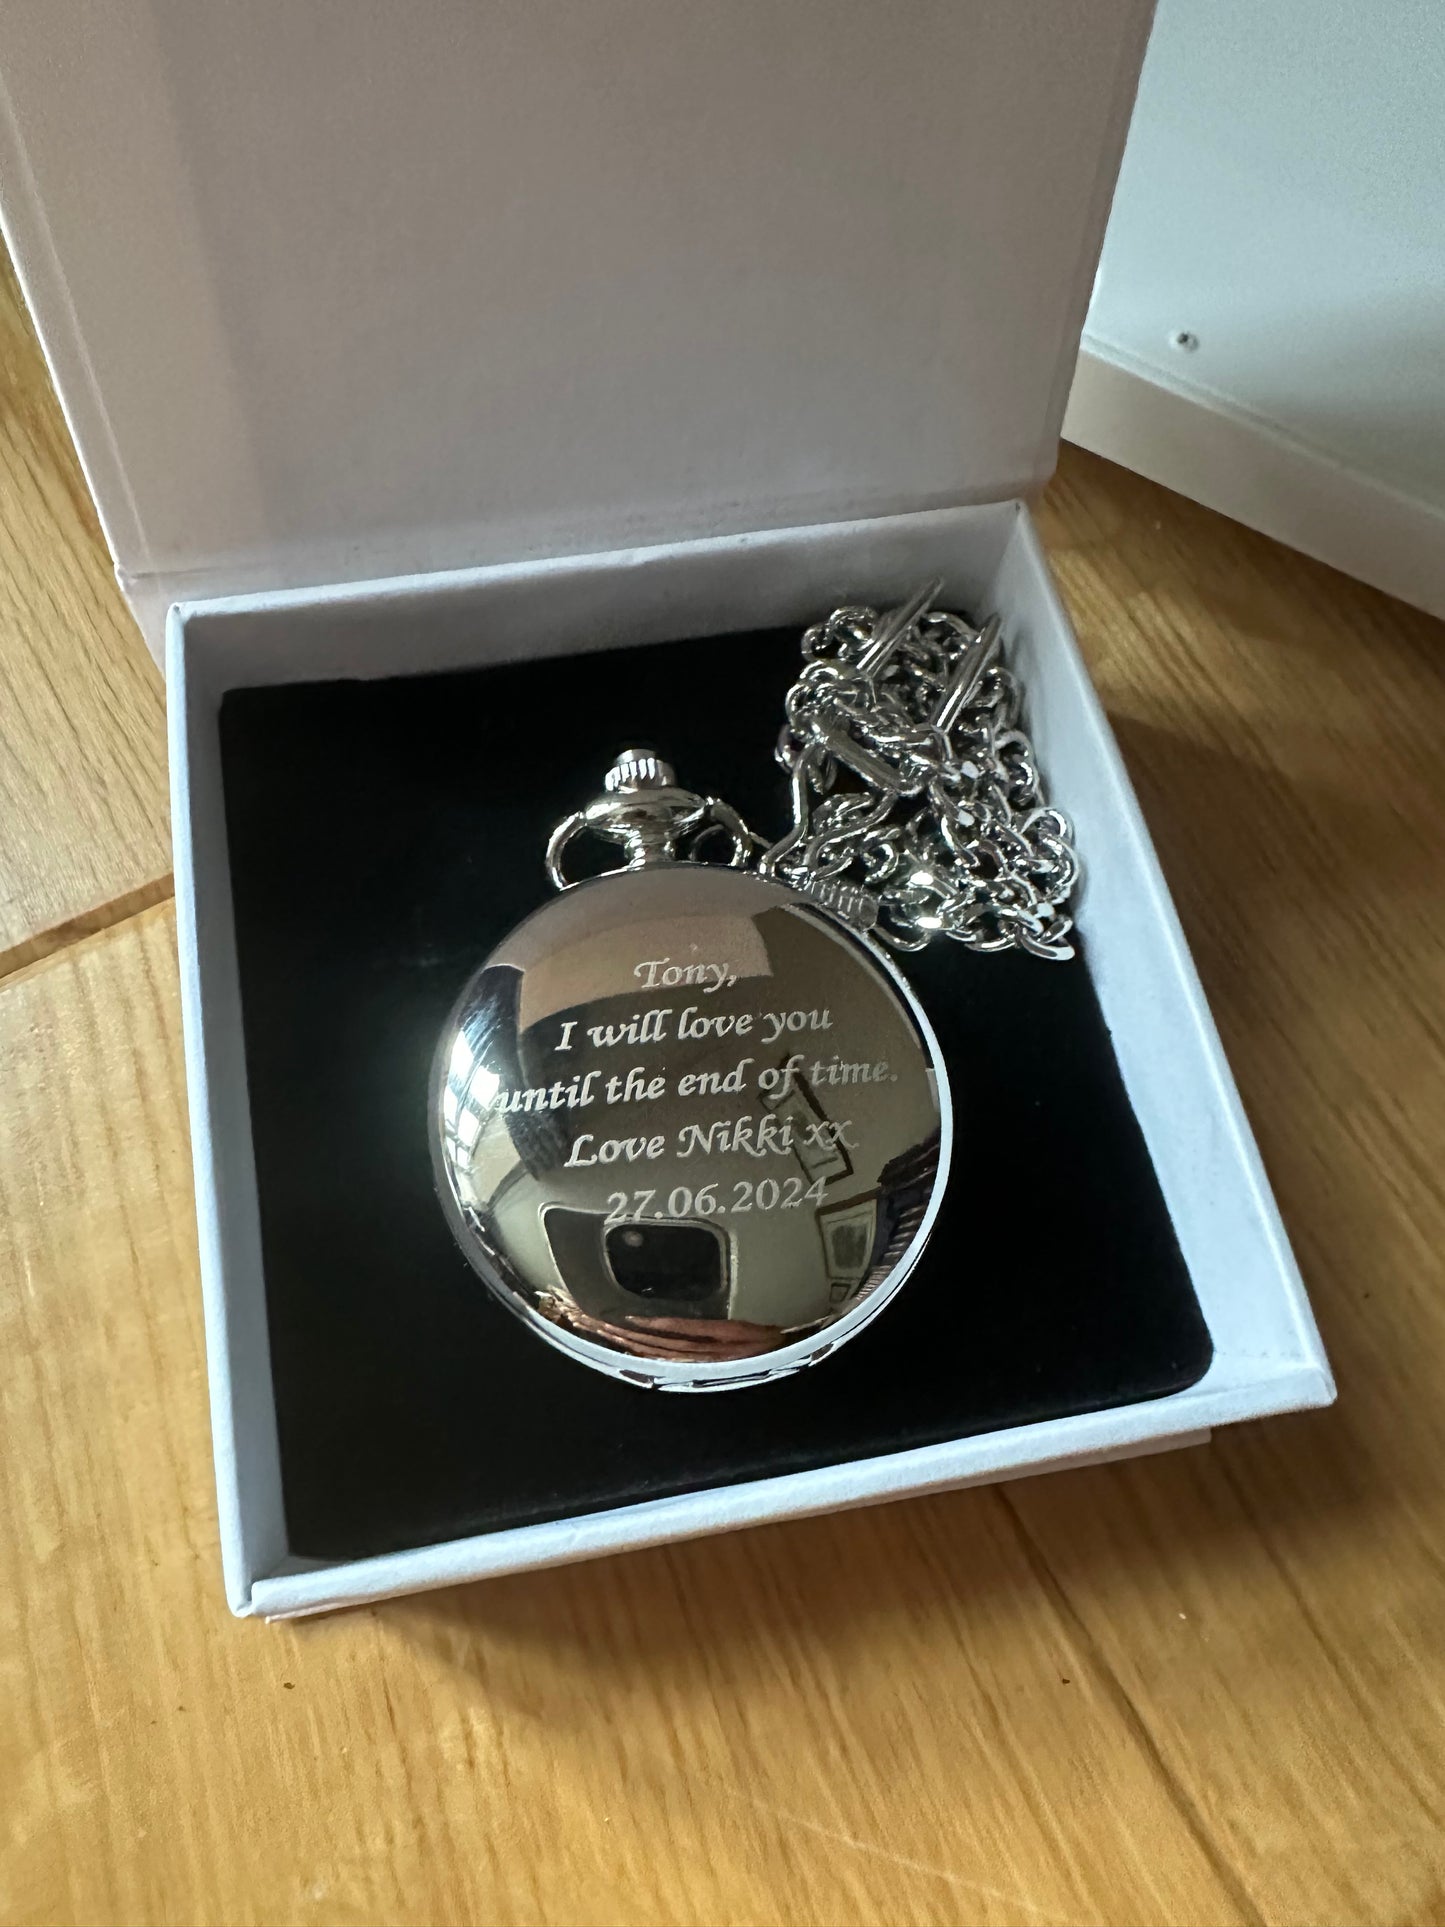 Tony,
I will love you
until the end of time.
Love Nikki xx
27.06.2024